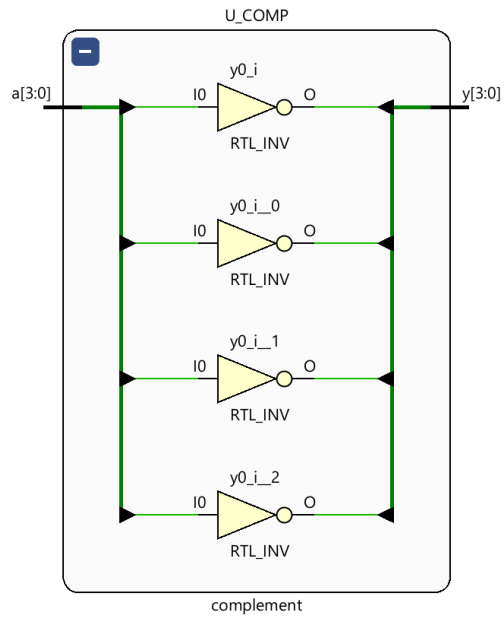 U_COMP
y0_i
a[3:0]
I0
O
y[3:0]
RTL_INV
y0_i__0
I0
O
RTL_INV
y0_i__1
I0
O
RTL_INV
y0_i__2
I0
O
RTL_INV
complement